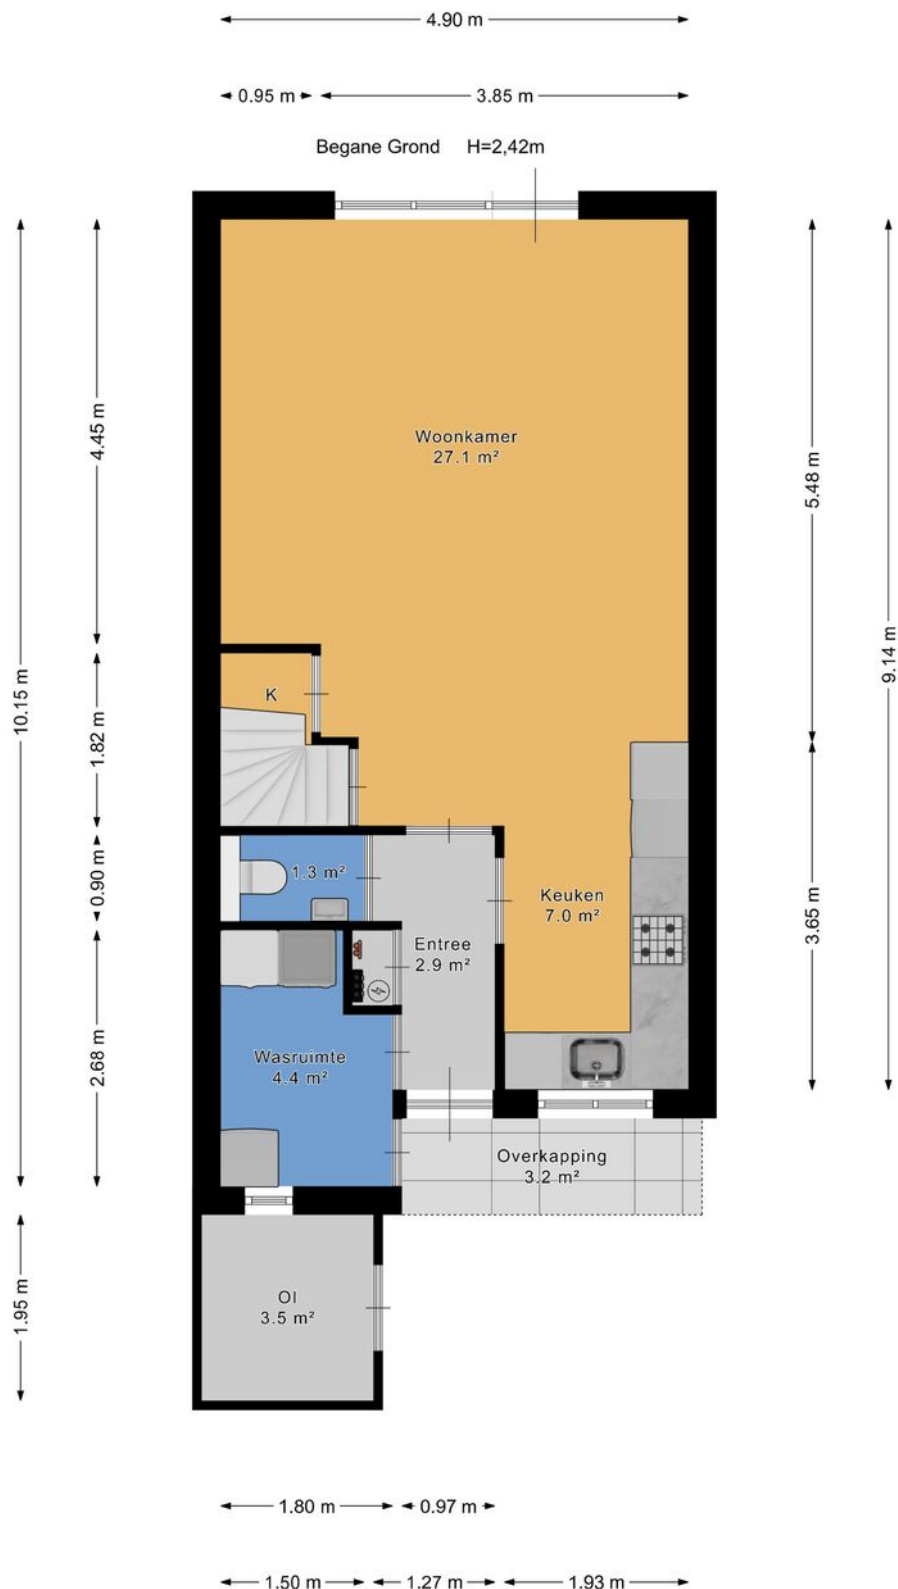 4.90 m
0.95 m
3.85 m
Begane Grond H=2,42m
10.15 m
4.45 m
Woonkamer
27.1 m²
5.48 m
9.14 m
1.82 m
K
0.90 m
1.3 m²
Keuken
7.0 m²
3.65 m
Entree
2.9 m²
2.68 m
Wasruimte
4.4 m²
Overkapping
3.2 m²
1.95 m
OI
3.5 m²
1.80 m
0.97 m
1.50 m
1.27 m
1.93 m